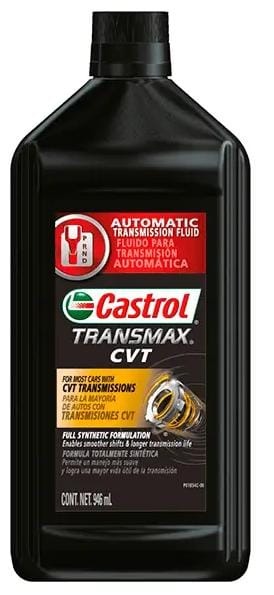 PRND
AUTOMATIC
TRANSMISSION FLUID
FLUIDO PARA
TRANSMISIÓN
AUTOMÁTICA
Castrol
TRANSMAX®
CVT
FOR MOST CARS WITH
CVT TRANSMISSIONS
PARA LA MAYORÍA
DE AUTOS CON
TRANSMISIONES CVT
FULL SYNTHETIC FORMULATION
Enables smoother shifts & longer transmission life
FORMULA TOTALMENTE SINTÉTICA
Permite un manejo más suave
y logra una mayor vida útil de la transmisión
CONT. NET. 946 mL